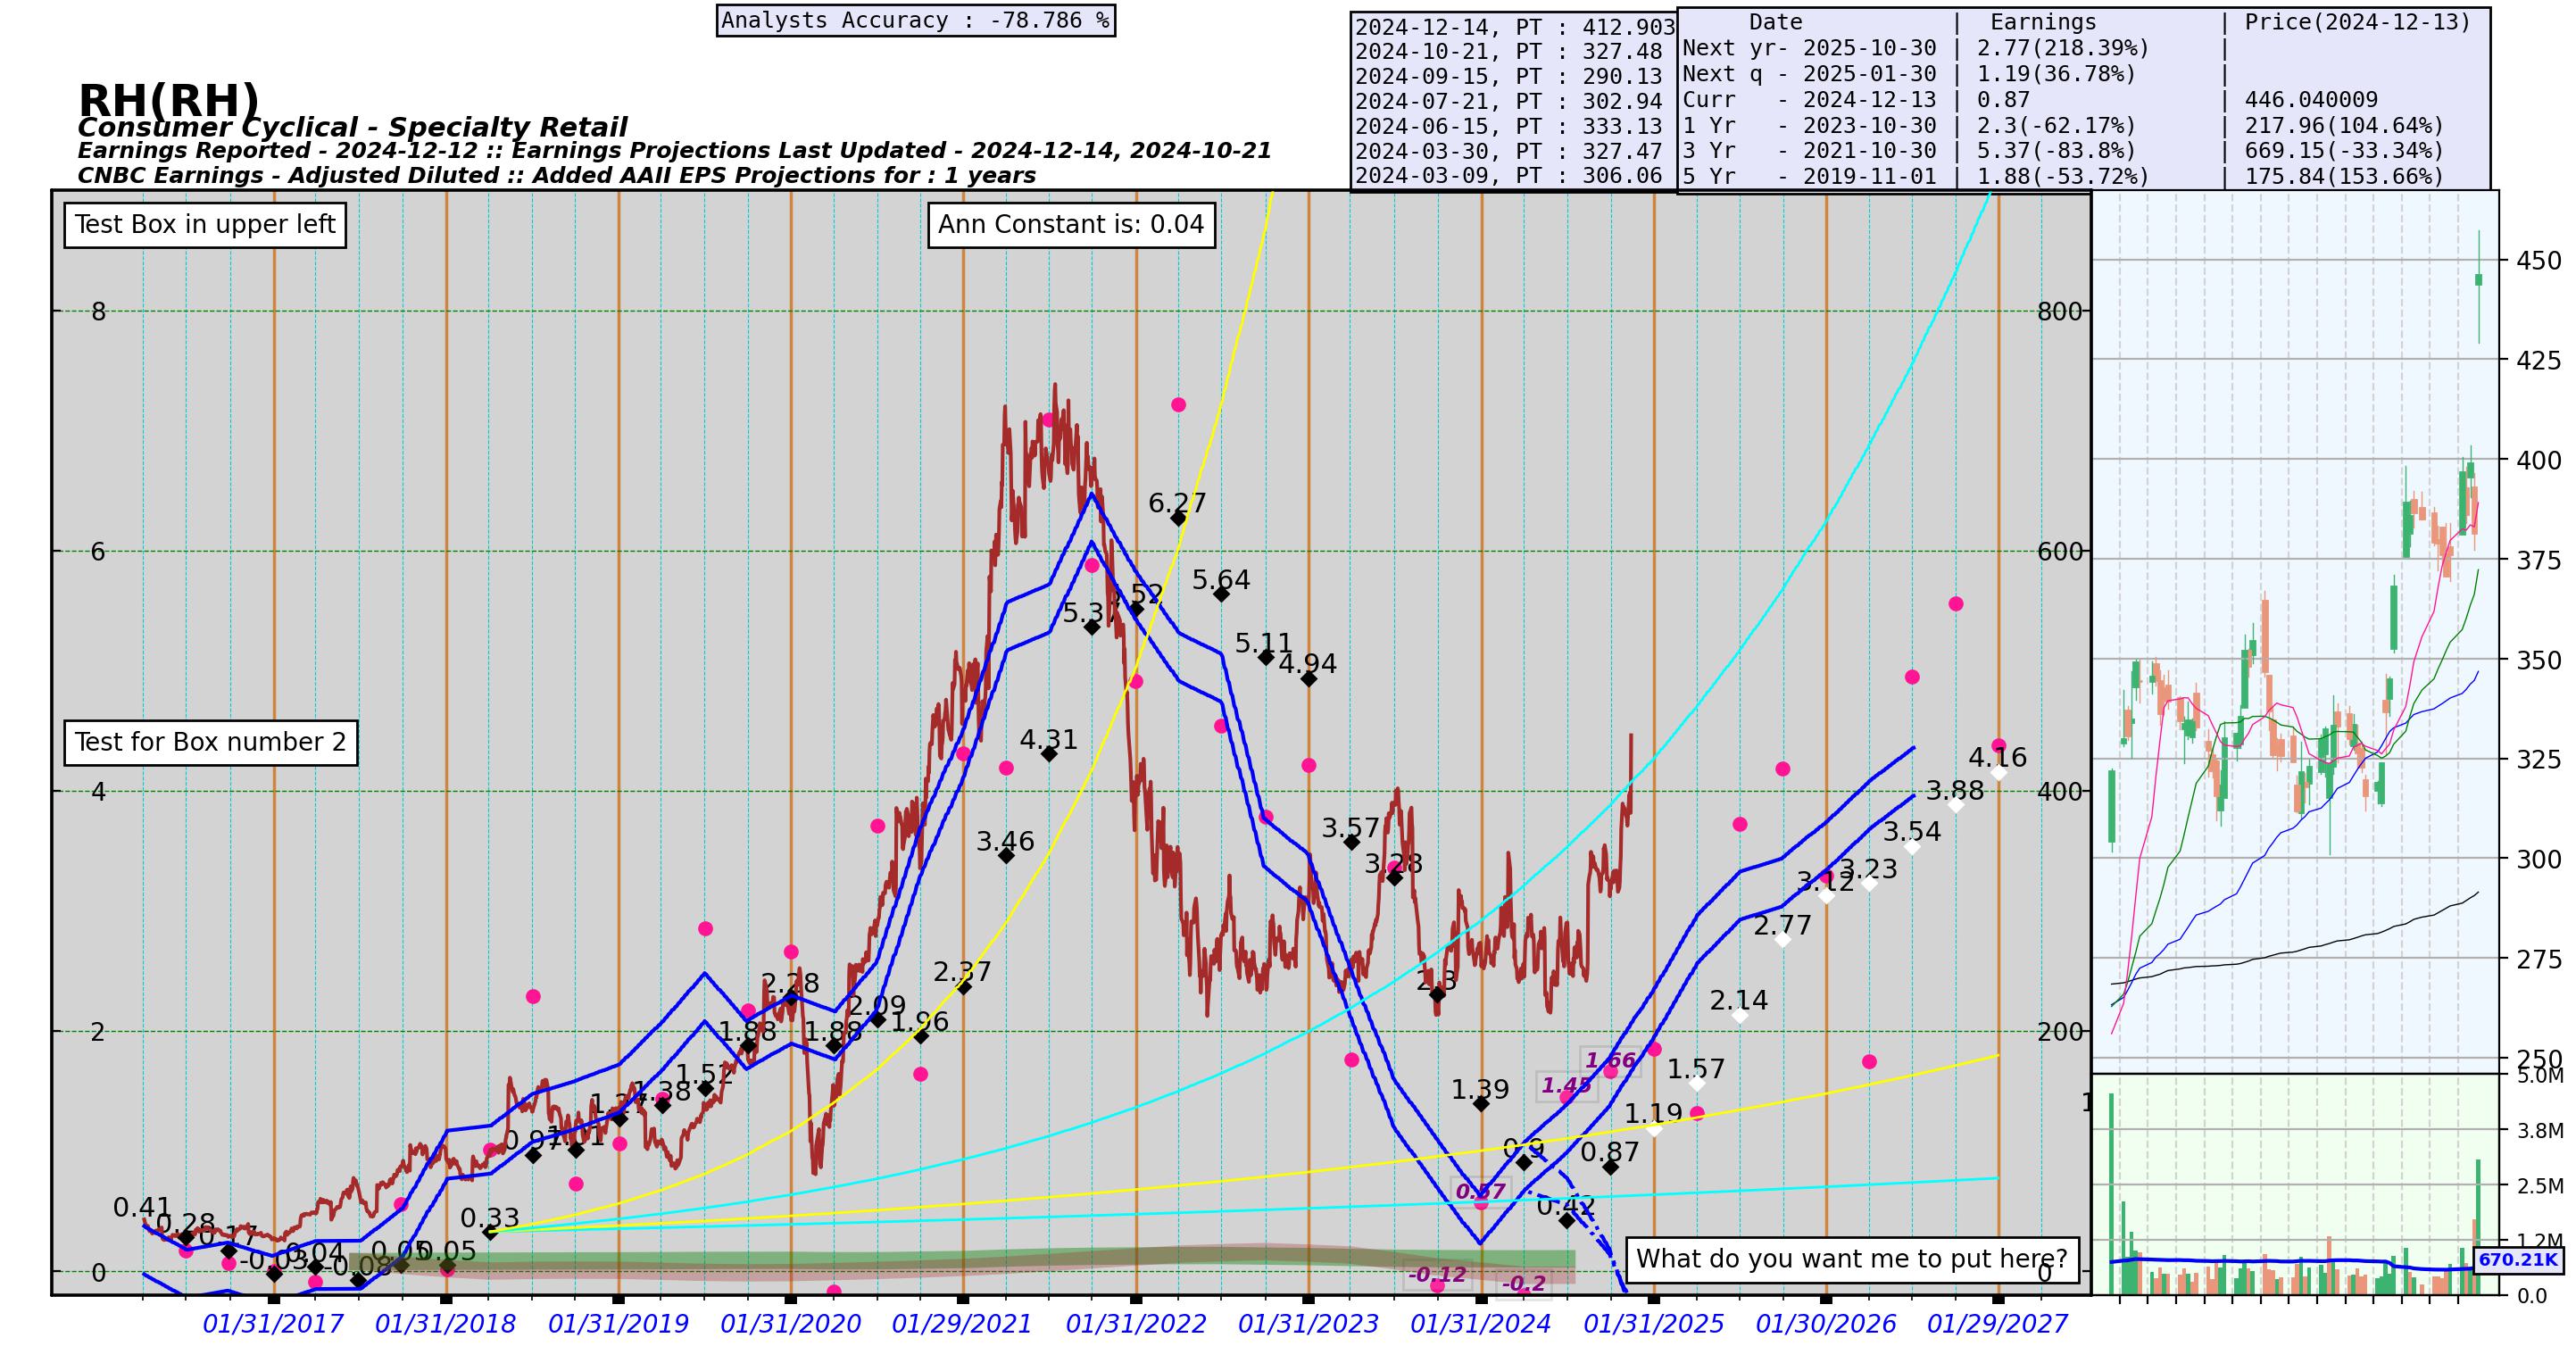 Analysts Accuracy : -78.786 %
2024-12-14, PT : 412.903
2024-10-21, PT : 327.48
2024-09-15, PT : 290.13
2024-07-21, PT : 302.94
2024-06-15, PT : 333.13
2024-03-30, PT : 327.47
2024-03-09, PT : 306.06
Date | Earnings | Price(2024-12-13)
Next yr- 2025-10-30 | 2.77(218.39%) |
Next q - 2025-01-30 | 1.19(36.78%) |
Curr - 2024-12-13 | 0.87 | 446.040009
1 Yr - 2023-10-30 | 2.3(-62.17%) | 217.96(104.64%)
3 Yr - 2021-10-30 | 5.37(-83.8%) | 669.15(-33.34%)
5 Yr - 2019-11-01 | 1.88(-53.72%) | 175.84(153.66%)
RH(RH)
Consumer Cyclical - Specialty Retail
Earnings Reported - 2024-12-12 :: Earnings Projections Last Updated - 2024-12-14, 2024-10-21
CNBC Earnings - Adjusted Diluted :: Added AAII EPS Projections for : 1 years
Test Box in upper left
Ann Constant is: 0.04
Test for Box number 2
What do you want me to put here?
8
6
4
2
0
800
600
400
200
0
0.41
0.28
0.17
-0.03
0.04
-0.08
0.05
0.05
0.33
0.97
1.01
1.27
1.38
1.52
1.88
2.28
1.88
2.09
1.96
2.37
3.46
4.31
5.37
6.27
5.64
5.11
4.94
3.57
3.28
2.3
1.39
0.9
0.42
0.87
1.19
1.57
2.14
2.77
3.12
3.23
3.54
3.88
4.16
-0.12
0.57
-0.2
1.45
1.66
01/31/2017
01/31/2018
01/31/2019
01/31/2020
01/29/2021
01/31/2022
01/31/2023
01/31/2024
01/31/2025
01/30/2026
01/29/2027
450
425
400
375
350
325
300
275
250
5.0M
3.8M
2.5M
1.2M
670.21K
0.0